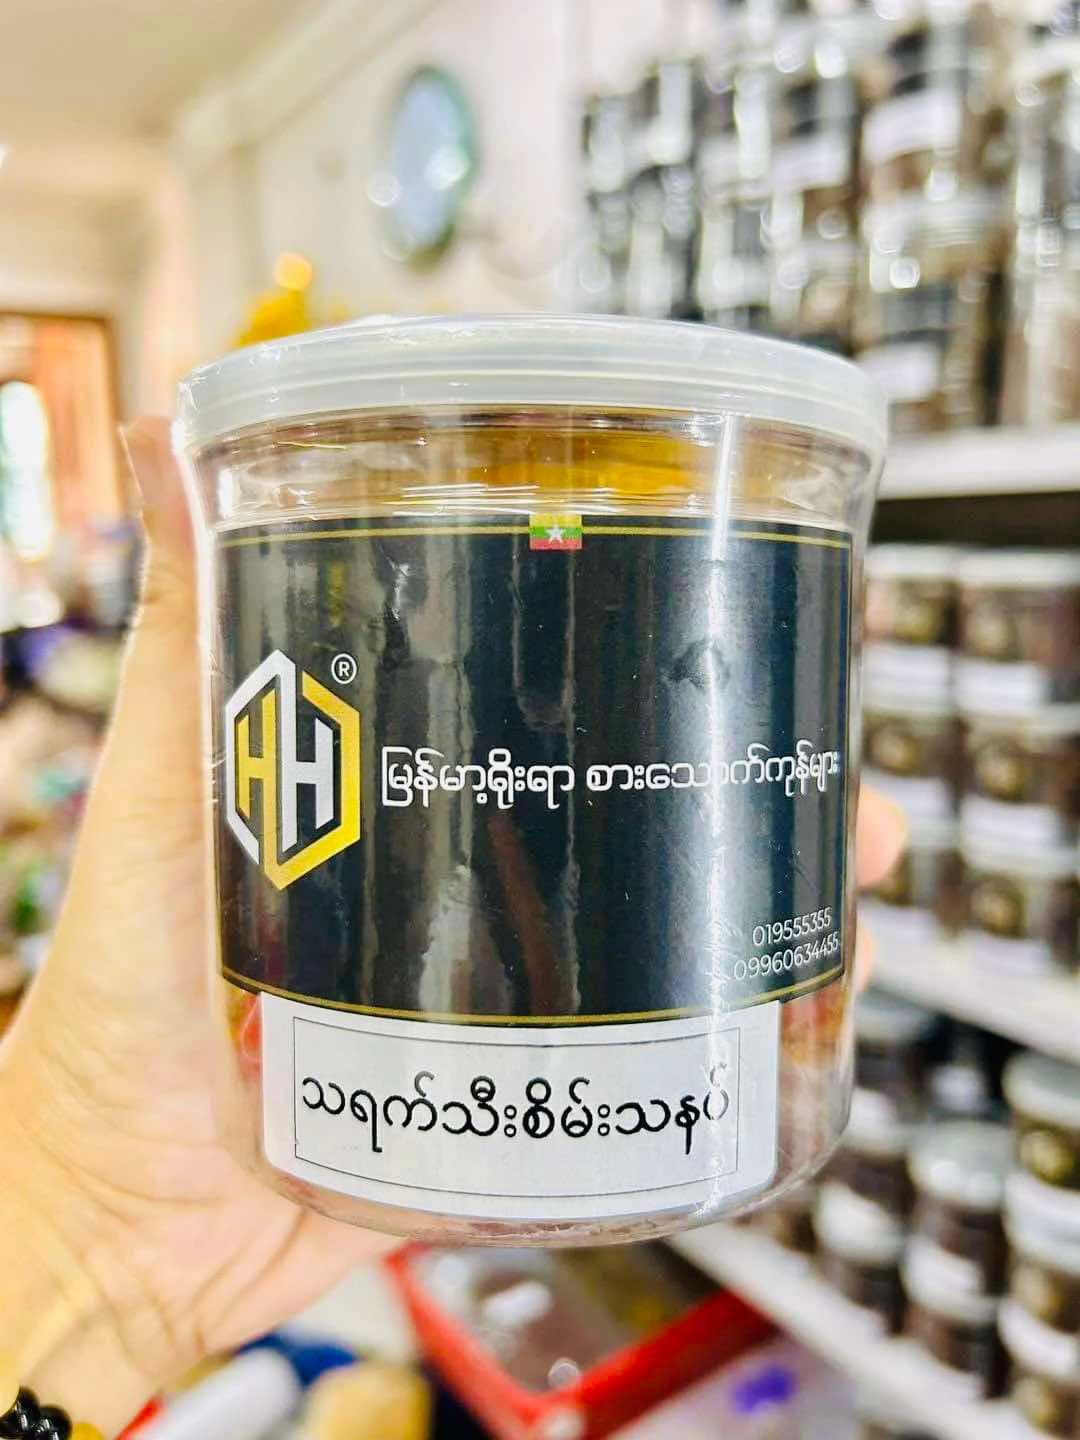 HH
®
မြန်မာ့ရိုးရာ စားသောက်ကုန်များ
019555355
09960634455
သရက်သီးစိမ်းသနပ်